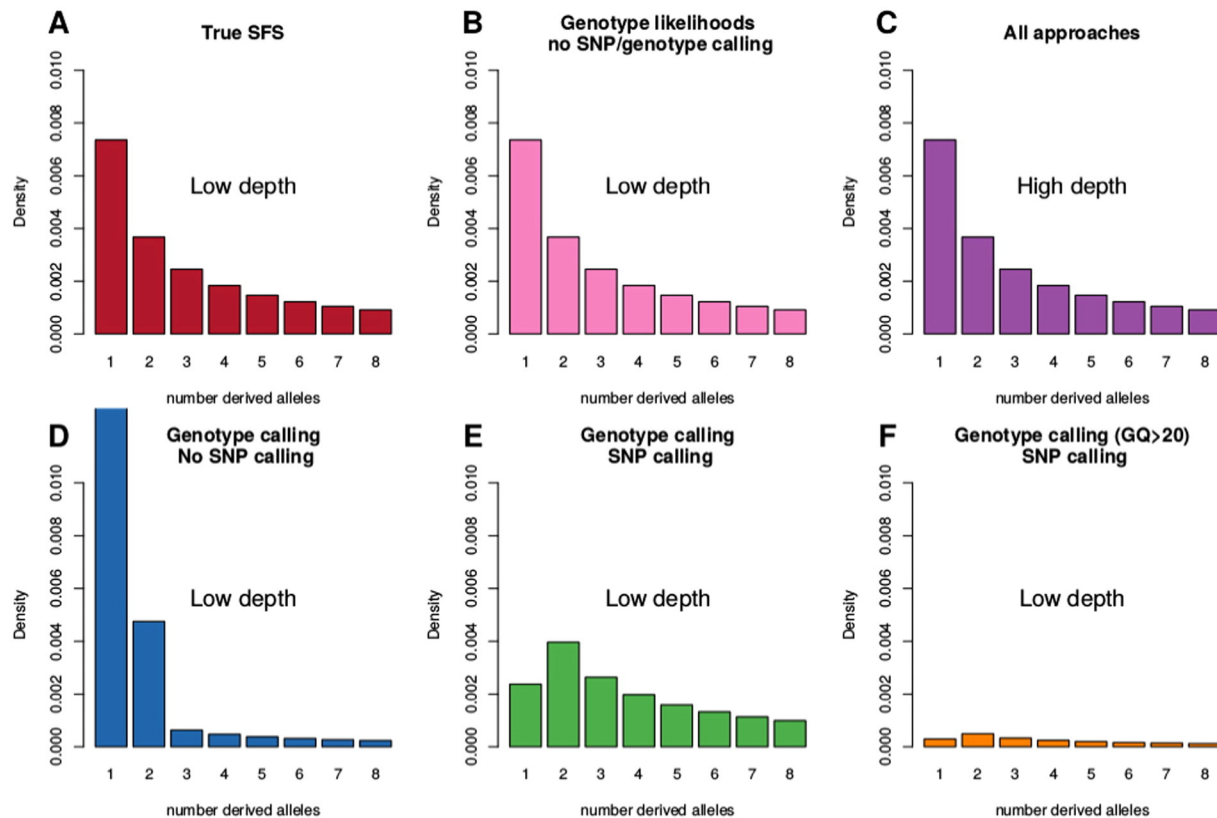 A
True SFS
Density
0.000 0.002 0.004 0.006 0.008 0.010
Low depth
1 2 3 4 5 6 7 8
number derived alleles
B
Genotype likelihoods
no SNP/genotype calling
Density
0.000 0.002 0.004 0.006 0.008 0.010
Low depth
1 2 3 4 5 6 7 8
number derived alleles
C
All approaches
Density
0.000 0.002 0.004 0.006 0.008 0.010
High depth
1 2 3 4 5 6 7 8
number derived alleles
D
Genotype calling
No SNP calling
Density
0.000 0.002 0.004 0.006 0.008 0.010
Low depth
1 2 3 4 5 6 7 8
number derived alleles
E
Genotype calling
SNP calling
Density
0.000 0.002 0.004 0.006 0.008 0.010
Low depth
1 2 3 4 5 6 7 8
number derived alleles
F
Genotype calling (GQ>20)
SNP calling
Density
0.000 0.002 0.004 0.006 0.008 0.010
Low depth
1 2 3 4 5 6 7 8
number derived alleles